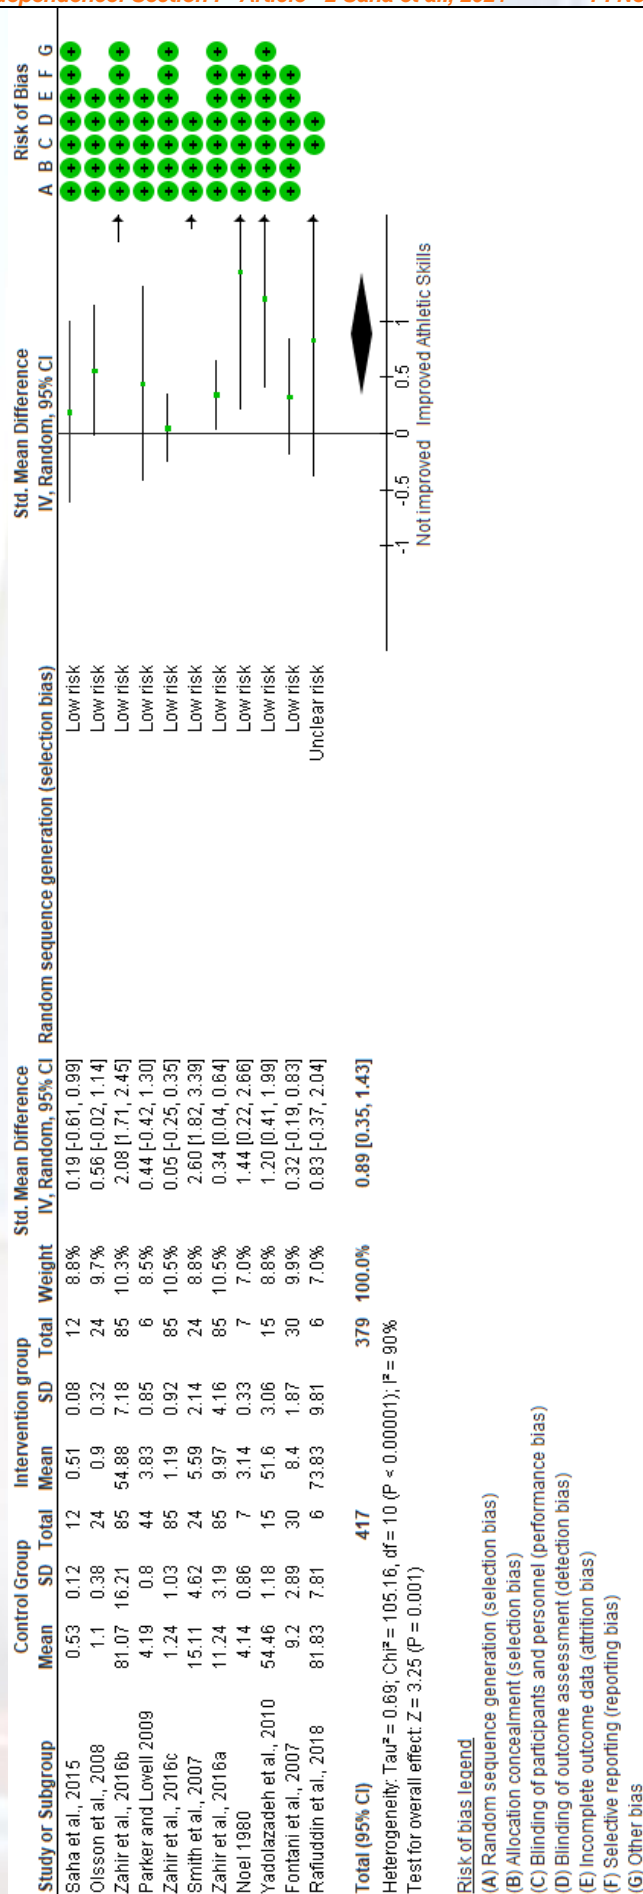 Control Group Intervention group Std. Mean Difference Std. Mean Difference Risk of Bias
Study or Subgroup Mean SD Total Mean SD Total Weight IV, Random, 95% CI Random sequence generation (selection bias) IV, Random, 95% CI A B C D E F G
Saha et al., 2015 0.53 0.12 12 0.51 0.08 12 8.8% 0.19 [-0.61, 0.99] Low risk
Olsson et al., 2008 1.1 0.38 24 0.9 0.32 24 9.7% 0.56 [-0.02, 1.14] Low risk
Zahir et al., 2016b 81.07 16.21 85 54.88 7.18 85 10.3% 2.08 [1.71, 2.45] Low risk
Parker and Lovell 2009 4.19 0.8 44 3.83 0.85 6 8.5% 0.44 [-0.42, 1.30] Low risk
Zahir et al., 2016c 1.24 1.03 85 1.19 0.92 85 10.5% 0.05 [-0.25, 0.35] Low risk
Smith et al., 2007 15.11 4.62 24 5.59 2.14 24 8.8% 2.60 [1.82, 3.39] Low risk
Zahir et al., 2016a 11.24 3.19 85 9.97 4.16 85 10.5% 0.34 [0.04, 0.64] Low risk
Noel 1980 4.14 0.86 7 3.14 0.33 7 7.0% 1.44 [0.22, 2.66] Low risk
Yadolazadeh et al., 2010 54.46 1.18 15 51.6 3.06 15 8.8% 1.20 [0.41, 1.99] Low risk
Fontani et al., 2007 9.2 2.89 30 8.4 1.87 30 9.9% 0.32 [-0.19, 0.83] Low risk
Rafiuddin et al., 2018 81.83 7.81 6 73.83 9.81 6 7.0% 0.83 [-0.37, 2.04] Unclear risk
Total (95% CI) 417 379 100.0% 0.89 [0.35, 1.43]
Heterogeneity: Tau² = 0.69; Chi² = 105.16, df = 10 (P < 0.00001); I² = 90%
Test for overall effect: Z = 3.25 (P = 0.001)
-1 -0.5 0 0.5 1
Not improved Improved Athletic Skills
Risk of bias legend
(A) Random sequence generation (selection bias)
(B) Allocation concealment (selection bias)
(C) Blinding of participants and personnel (performance bias)
(D) Blinding of outcome assessment (detection bias)
(E) Incomplete outcome data (attrition bias)
(F) Selective reporting (reporting bias)
(G) Other bias